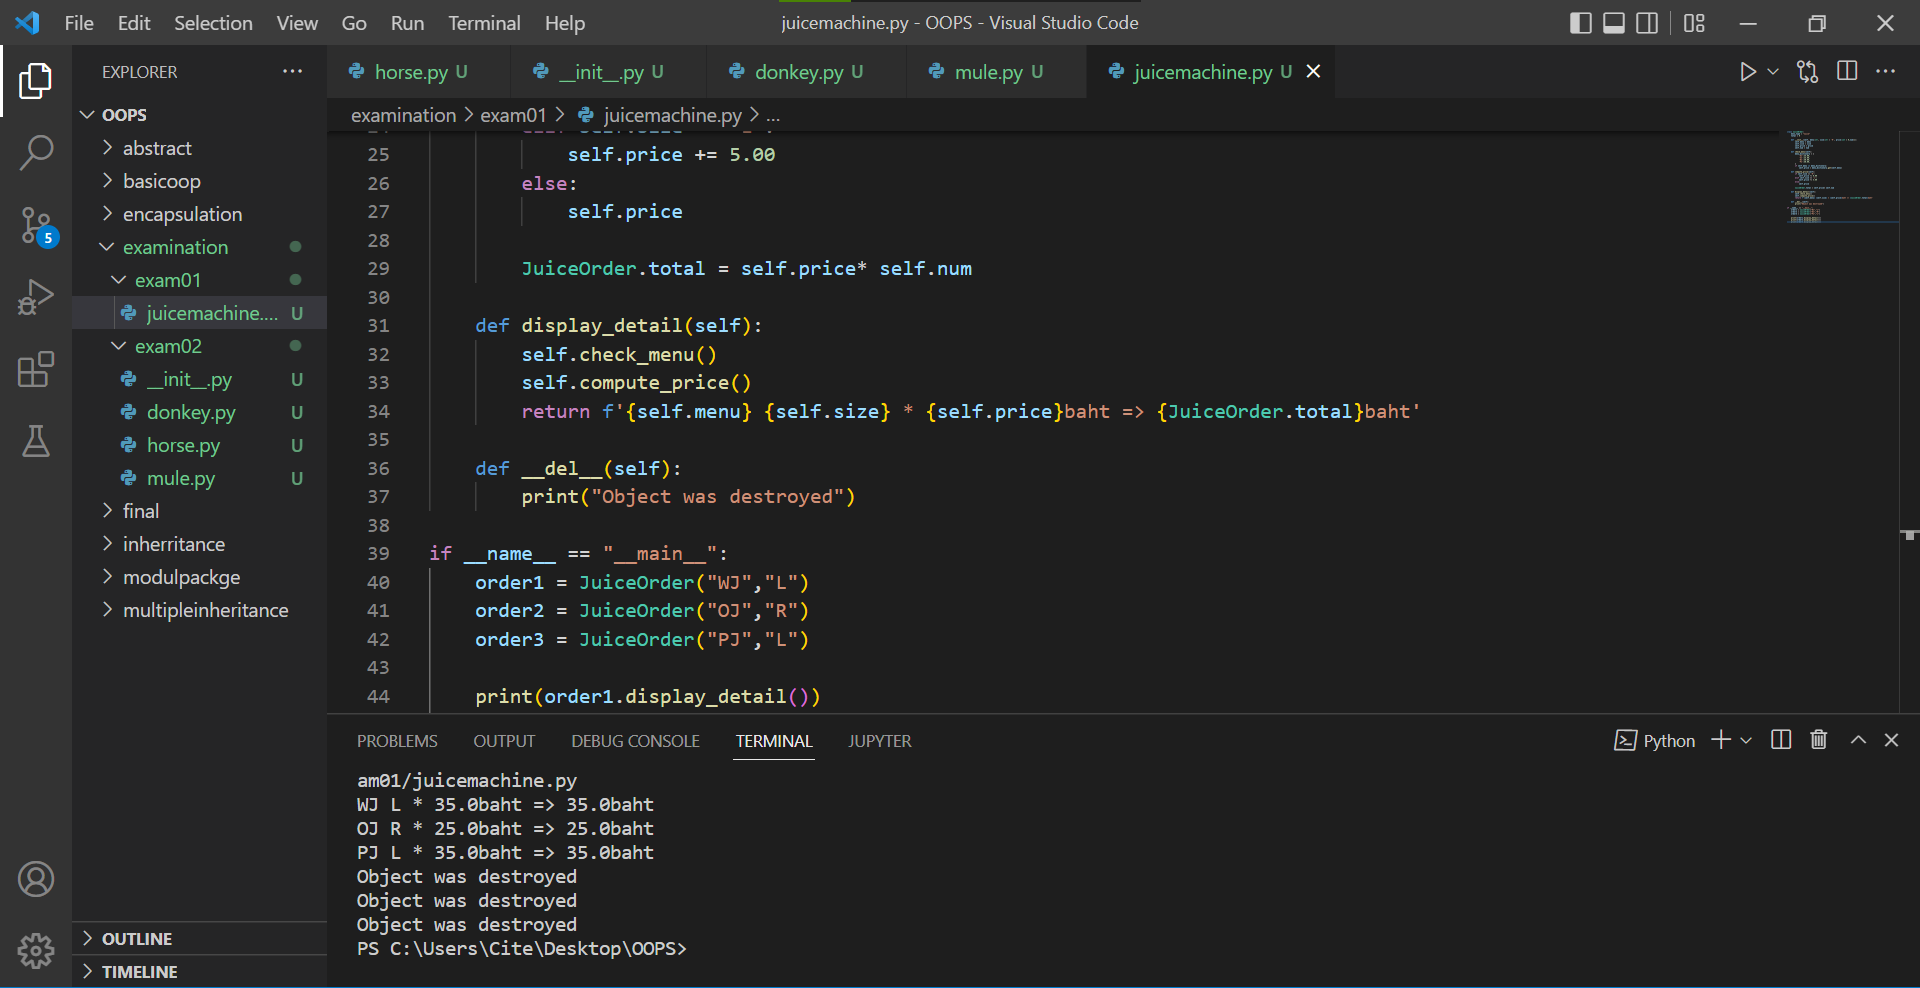 File Edit Selection View Go Run Terminal Help juicemachine.py - OOPS - Visual Studio Code
EXPLORER
OOPS
abstract
basicoop
encapsulation
examination
exam01
juicemachine.... U
exam02
__init__.py U
donkey.py U
horse.py U
mule.py U
final
inherritance
modulpackge
multipleinheritance
OUTLINE
TIMELINE
5
horse.py U __init__.py U donkey.py U mule.py U juicemachine.py U
examination > exam01 > juicemachine.py > ...
25 self.price += 5.00
26 else:
27 self.price
28
29 JuiceOrder.total = self.price* self.num
30
31 def display_detail(self):
32 self.check_menu()
33 self.compute_price()
34 return f'{self.menu} {self.size} * {self.price}baht => {JuiceOrder.total}baht'
35
36 def __del__(self):
37 print("Object was destroyed")
38
39 if __name__ == "__main__":
40 order1 = JuiceOrder("WJ","L")
41 order2 = JuiceOrder("OJ","R")
42 order3 = JuiceOrder("PJ","L")
43
44 print(order1.display_detail())
PROBLEMS OUTPUT DEBUG CONSOLE TERMINAL JUPYTER Python
am01/juicemachine.py
WJ L * 35.0baht => 35.0baht
OJ R * 25.0baht => 25.0baht
PJ L * 35.0baht => 35.0baht
Object was destroyed
Object was destroyed
Object was destroyed
PS C:\Users\Cite\Desktop\OOPS>